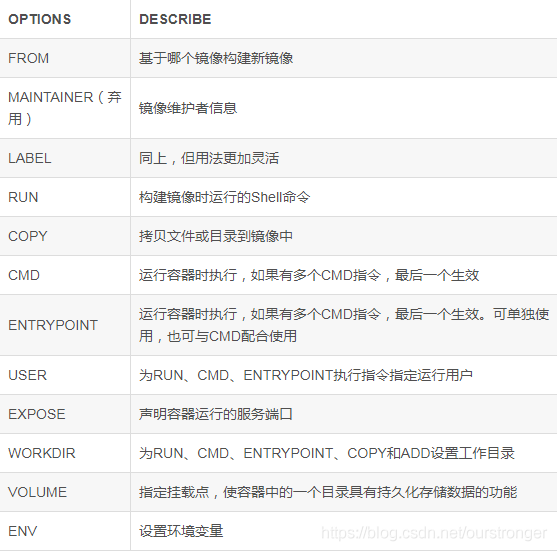 OPTIONS DESCRIBE
FROM 基于哪个镜像构建新镜像
MAINTAINER（弃
用） 镜像维护者信息
LABEL 同上，但用法更加灵活
RUN 构建镜像时运行的Shell命令
COPY 拷贝文件或目录到镜像中
CMD 运行容器时执行，如果有多个CMD指令，最后一个生效
ENTRYPOINT 运行容器时执行，如果有多个CMD指令，最后一个生效。可单独使
用，也可与CMD配合使用
USER 为RUN、CMD、ENTRYPOINT执行指令指定运行用户
EXPOSE 声明容器运行的服务端口
WORKDIR 为RUN、CMD、ENTRYPOINT、COPY和ADD设置工作目录
VOLUME 指定挂载点，使容器中的一个目录具有持久化存储数据的功能
ENV 设置环境变量
https://blog.csdn.net/ourstronger